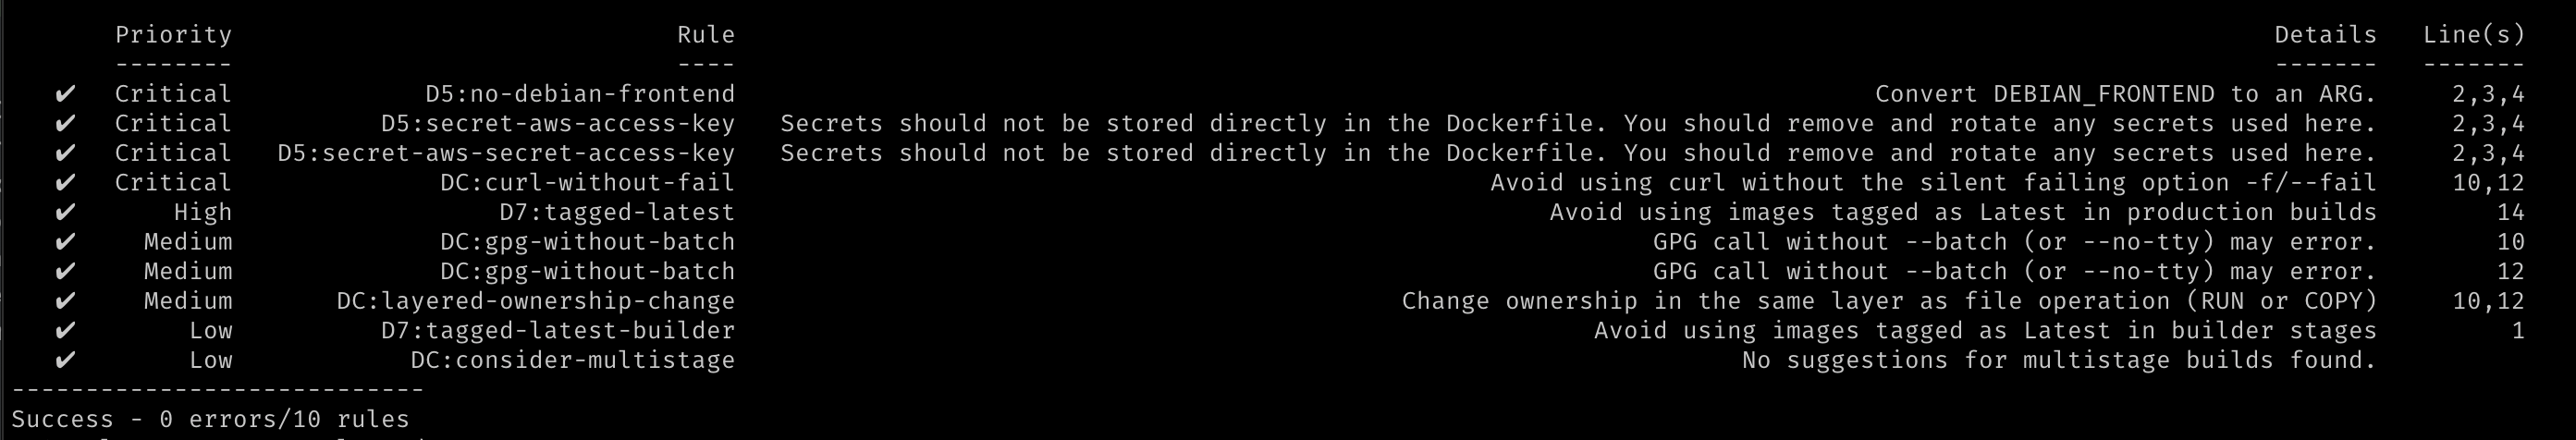 Priority Rule Details Line(s)
-------- ---- ------- -------
✔ Critical D5:no-debian-frontend Convert DEBIAN_FRONTEND to an ARG. 2,3,4
✔ Critical D5:secret-aws-access-key Secrets should not be stored directly in the Dockerfile. You should remove and rotate any secrets used here. 2,3,4
✔ Critical D5:secret-aws-secret-access-key Secrets should not be stored directly in the Dockerfile. You should remove and rotate any secrets used here. 2,3,4
✔ Critical DC:curl-without-fail Avoid using curl without the silent failing option -f/--fail 10,12
✔ High D7:tagged-latest Avoid using images tagged as Latest in production builds 14
✔ Medium DC:gpg-without-batch GPG call without --batch (or --no-tty) may error. 10
✔ Medium DC:gpg-without-batch GPG call without --batch (or --no-tty) may error. 12
✔ Medium DC:layered-ownership-change Change ownership in the same layer as file operation (RUN or COPY) 10,12
✔ Low D7:tagged-latest-builder Avoid using images tagged as Latest in builder stages 1
✔ Low DC:consider-multistage No suggestions for multistage builds found.
----------------------------
Success - 0 errors/10 rules